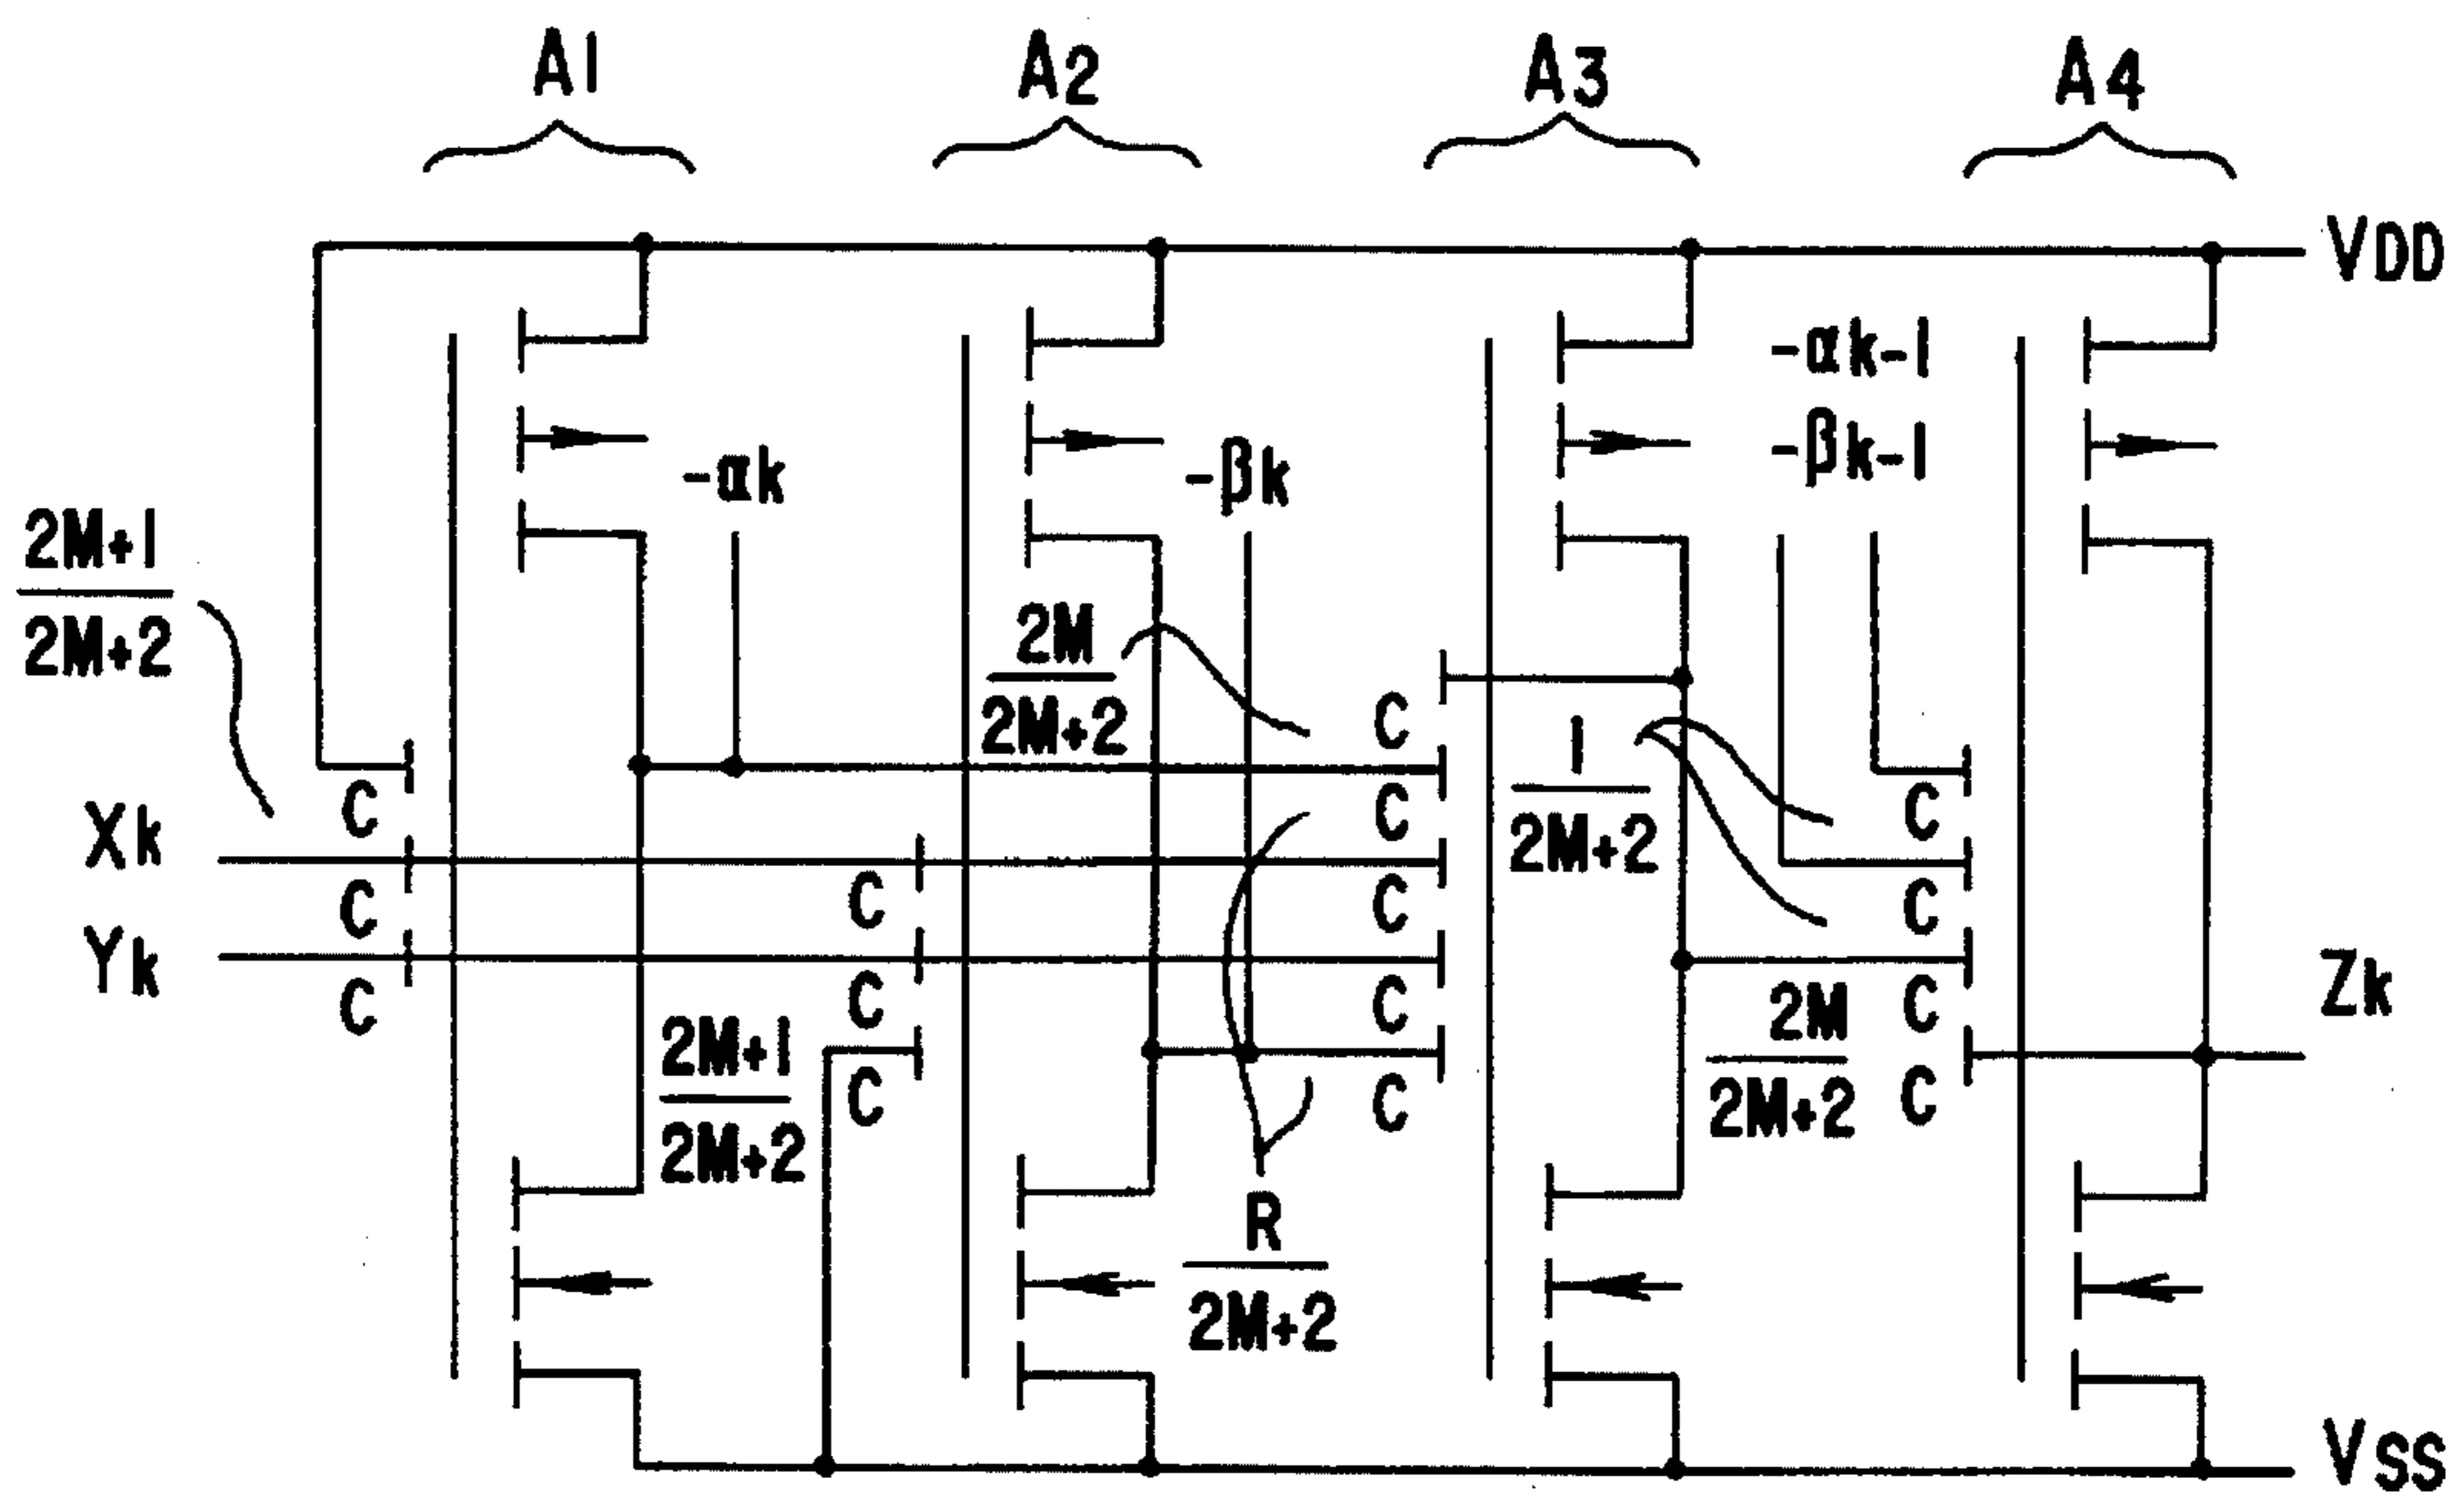 A1 A2 A3 A4
VDD
-αk-1
-αk -βk -βk-1
2M+1
2M+2
2M
2M+2
C
1
2M+2
C C C
Xk
C C C C
Yk
C C C C Zk
2M+1
2M+2
2M
2M+2
C C C
R
2M+2
VSS